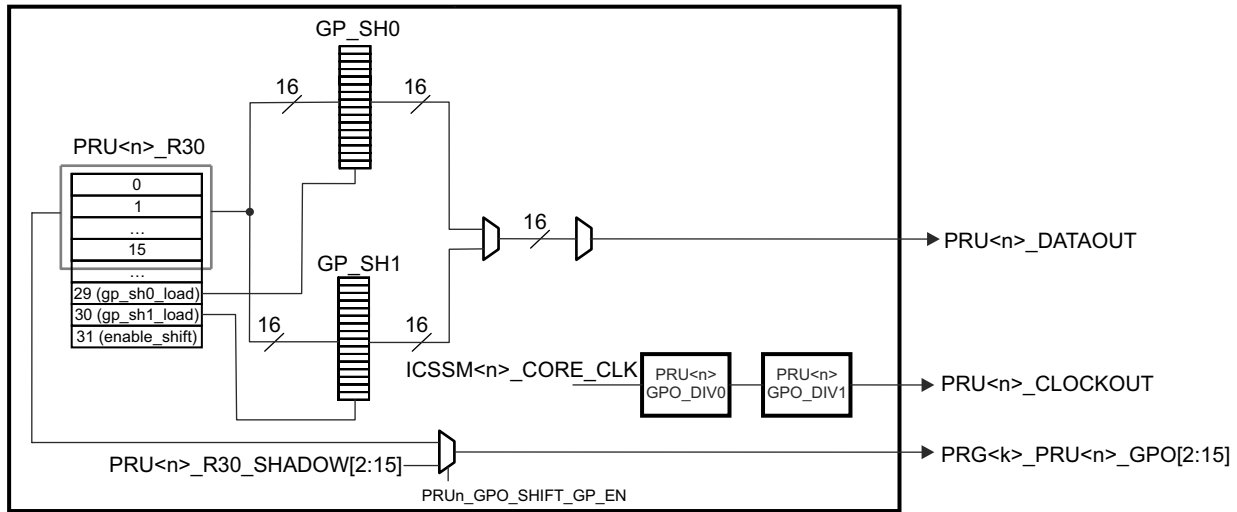 GP_SH0
16
16
PRU<n>_R30
0
1
...
15
...
29 (gp_sh0_load)
30 (gp_sh1_load)
31 (enable_shift)
GP_SH1
16
16
16
PRU<n>_DATAOUT
ICSSM<n>_CORE_CLK
PRU<n>
GPO_DIV0
PRU<n>
GPO_DIV1
PRU<n>_CLOCKOUT
PRU<n>_R30_SHADOW[2:15]
PRUn_GPO_SHIFT_GP_EN
PRG<k>_PRU<n>_GPO[2:15]